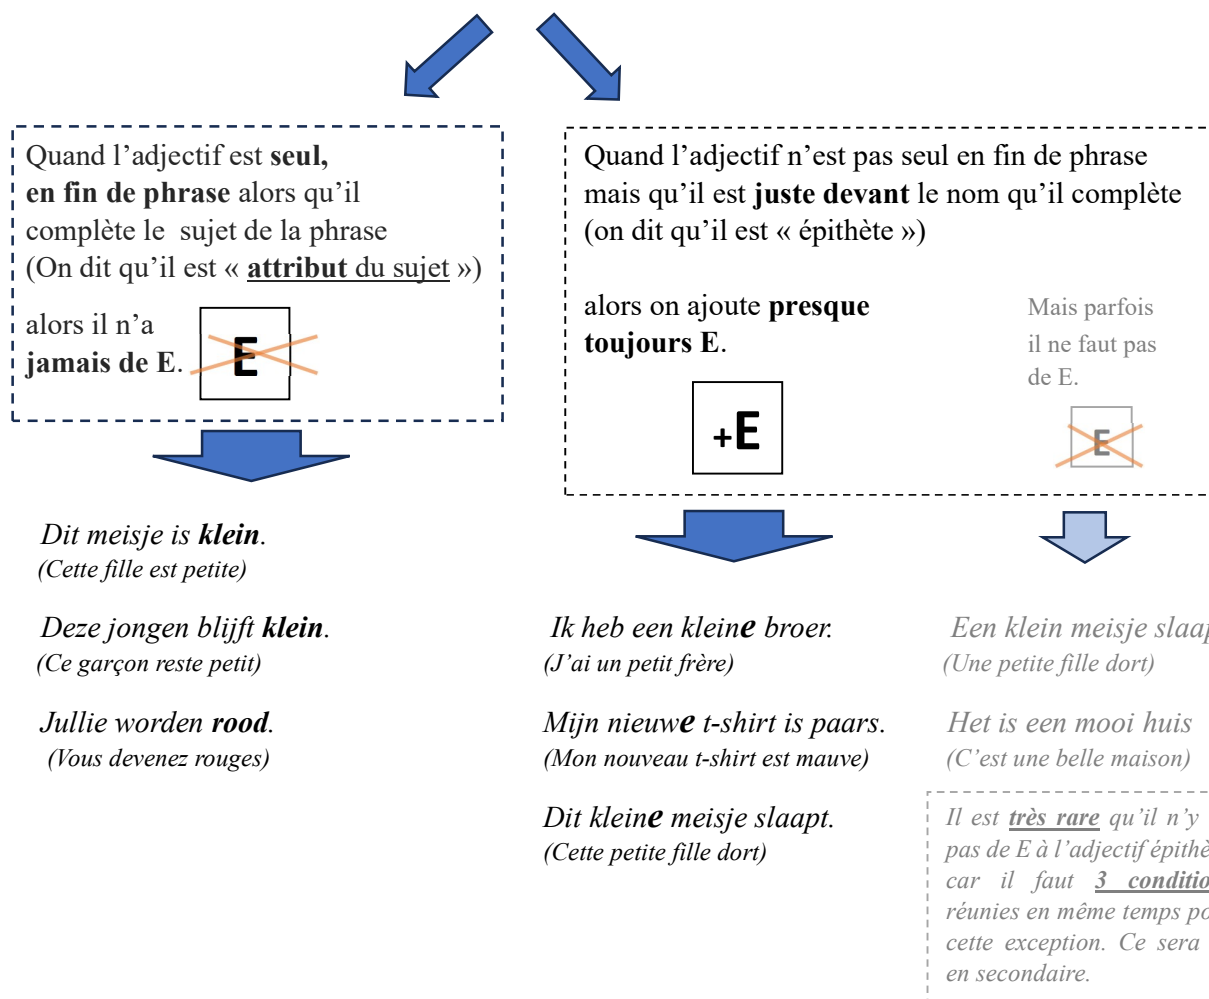 Quand l'adjectif est seul,
en fin de phrase alors qu'il
complète le sujet de la phrase
(On dit qu'il est « attribut du sujet »)
alors il n'a
jamais de E.
E
Quand l'adjectif n'est pas seul en fin de phrase
mais qu'il est juste devant le nom qu'il complète
(on dit qu'il est « épithète »)
alors on ajoute presque
toujours E.
+E
Mais parfois
il ne faut pas
de E.
E
Dit meisje is klein.
(Cette fille est petite)
Deze jongen blijft klein.
(Ce garçon reste petit)
Jullie worden rood.
(Vous devenez rouges)
Ik heb een kleine broer.
(J'ai un petit frère)
Mijn nieuwe t-shirt is paars.
(Mon nouveau t-shirt est mauve)
Dit kleine meisje slaapt.
(Cette petite fille dort)
Een klein meisje
(Une petite fille dort)
Het is een mooi huis
(C'est une belle maison)
Il est très rare qu'il n'y
pas de E à l'adjectif
car il faut 3
réunies en même temps
cette exception. Ce sera
en secondaire.